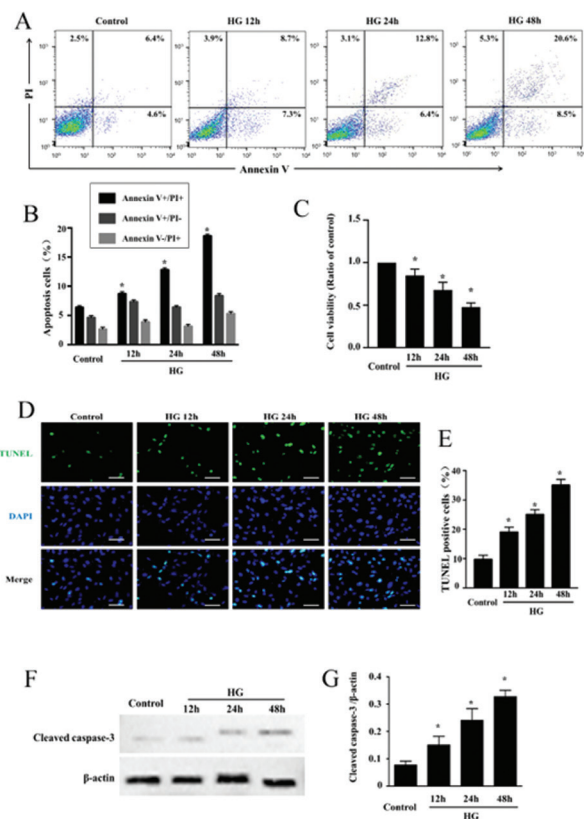 A
Control
HG 12h
HG 24h
HG 48h
2.5%
6.4%
3.9%
8.7%
3.1%
12.8%
5.3%
20.6%
4.6%
7.3%
6.4%
8.5%
PI
Annexin V
B
Annexin V+/PI+
Annexin V+/PI-
Annexin V-/PI+
Apoptosis cells (%)
20
15
10
5
0
* * *
Control
12h
24h
48h
HG
C
Cell viability (Ratio of control)
1.5
1.0
0.5
0.0
* * *
Control
12h
24h
48h
HG
D
Control
HG 12h
HG 24h
HG 48h
TUNEL
DAPI
Merge
E
TUNEL positive cells (%)
40
30
20
10
0
* * *
Control
12h
24h
48h
HG
F
HG
Control
12h
24h
48h
Cleaved caspase-3
β-actin
G
Cleaved caspase-3/β-actin
0.4
0.3
0.2
0.1
0
* * *
Control
12h
24h
48h
HG